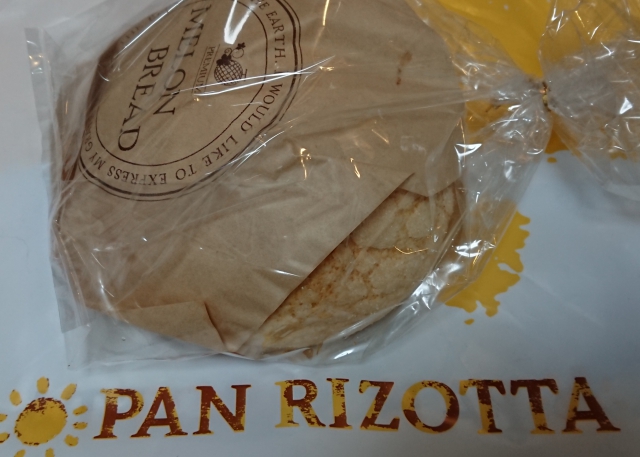 MELON
BREAD
E EARTH. I WOULD LIKE TO EXPRESS MY
PAN RIZOTTA